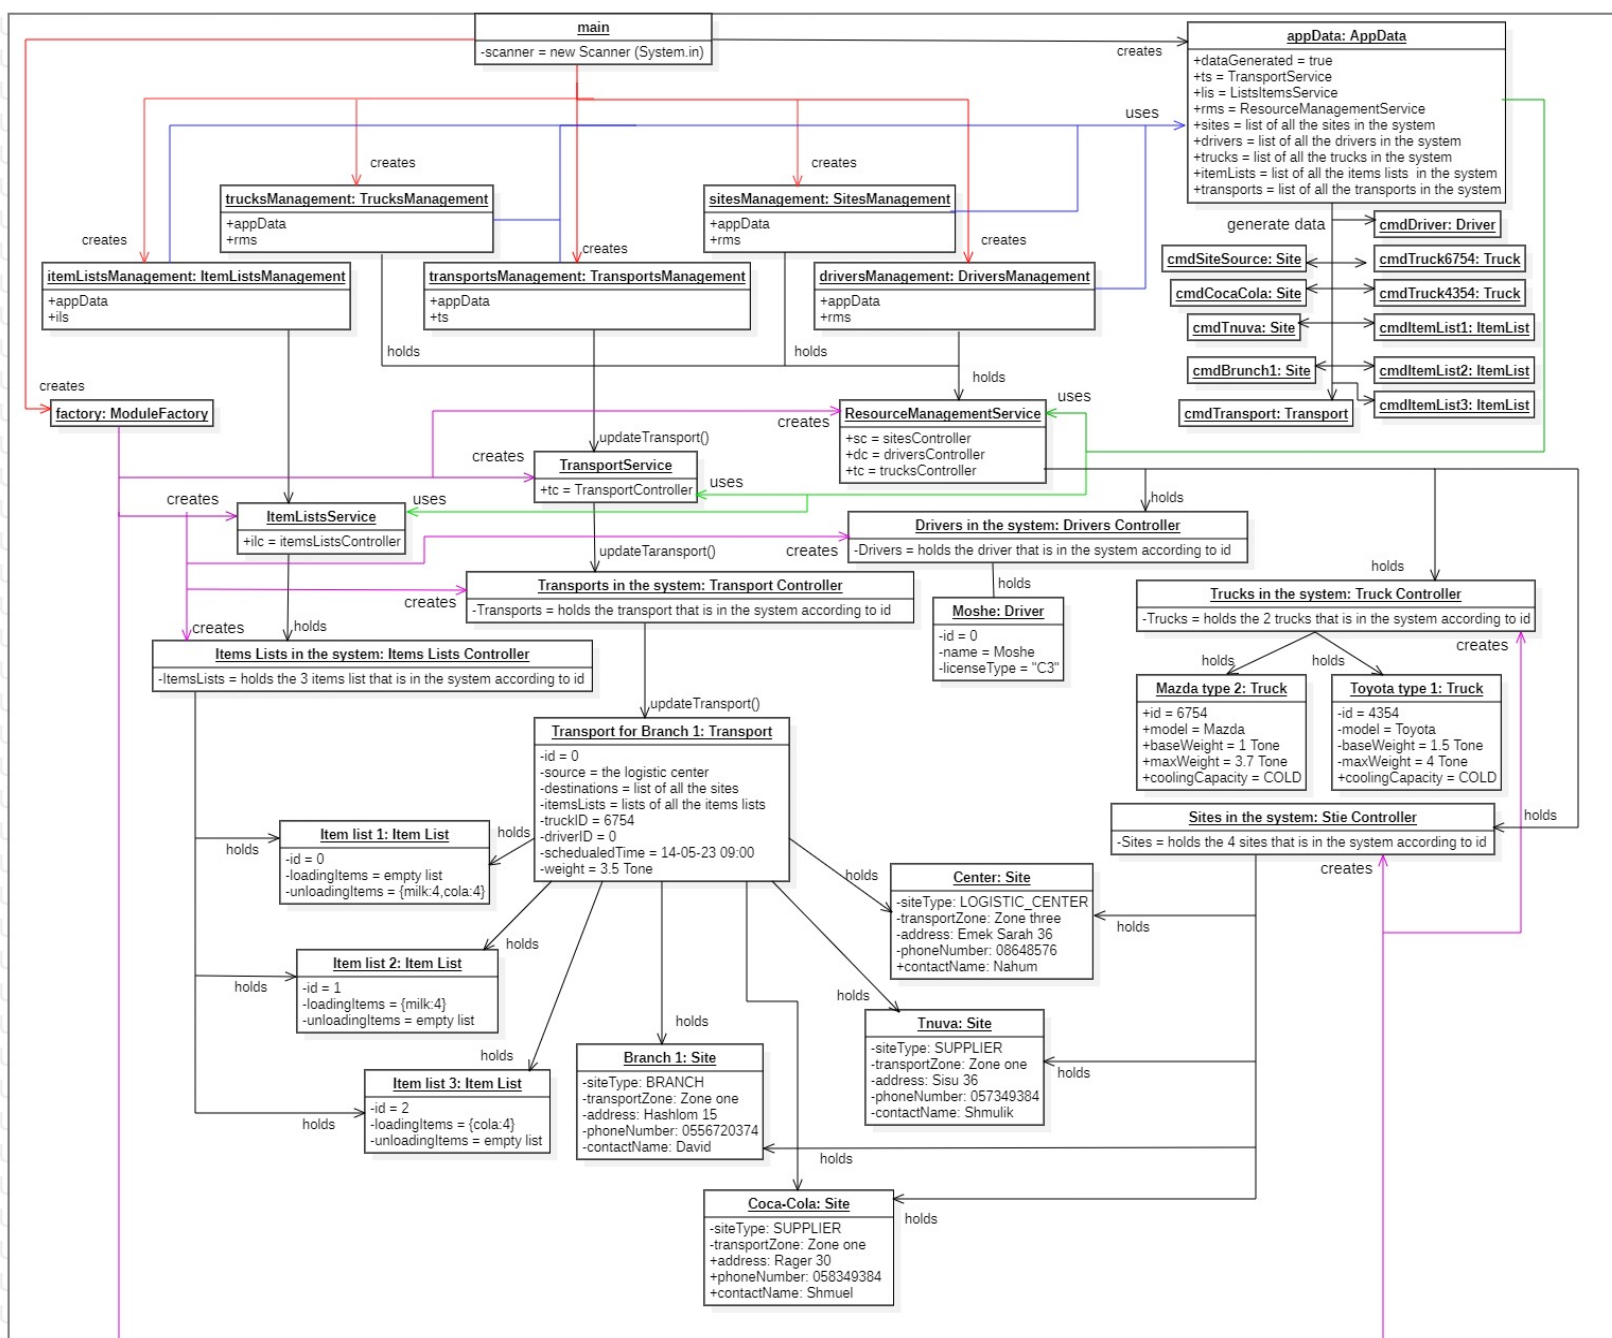 main
-scanner = new Scanner (System.in)
creates
appData: AppData
+dataGenerated = true
+ts = TransportService
+lis = ListsItemsService
+rms = ResourceManagementService
+sites = list of all the sites in the system
+drivers = list of all the drivers in the system
+trucks = list of all the trucks in the system
+itemLists = list of all the items lists  in the system
+transports = list of all the transports in the system
uses
creates
creates
trucksManagement: TrucksManagement
+appData
+rms
sitesManagement: SitesManagement
+appData
+rms
generate data
cmdDriver: Driver
creates
creates
creates
itemListsManagement: ItemListsManagement
+appData
+ils
transportsManagement: TransportsManagement
+appData
+ts
driversManagement: DriversManagement
+appData
+rms
cmdSiteSource: Site
cmdTruck6754: Truck
cmdCocaCola: Site
cmdTruck4354: Truck
cmdTnuva: Site
cmdItemList1: ItemList
cmdBrunch1: Site
cmdItemList2: ItemList
cmdTransport: Transport
cmdItemList3: ItemList
holds
holds
holds
creates
factory: ModuleFactory
uses
creates
ResourceManagementService
+sc = sitesController
+dc = driversController
+tc = trucksController
updateTransport()
creates
TransportService
+tc = TransportController
uses
creates
uses
ItemListsService
+ilc = itemsListsController
holds
Drivers in the system: Drivers Controller
-Drivers = holds the driver that is in the system according to id
creates
updateTaransport()
holds
holds
Transports in the system: Transport Controller
-Transports = holds the transport that is in the system according to id
creates
Moshe: Driver
-id = 0
-name = Moshe
-licenseType = "C3"
Trucks in the system: Truck Controller
-Trucks = holds the 2 trucks that is in the system according to id
creates
creates
holds
Items Lists in the system: Items Lists Controller
-ItemsLists = holds the 3 items list that is in the system according to id
holds
holds
Mazda type 2: Truck
+id = 6754
+model = Mazda
+baseWeight = 1 Tone
+maxWeight = 3.7 Tone
+coolingCapacity = COLD
Toyota type 1: Truck
-id = 4354
-model = Toyota
-baseWeight = 1.5 Tone
-maxWeight = 4 Tone
+coolingCapacity = COLD
updateTransport()
Transport for Branch 1: Transport
-id = 0
-source = the logistic center
-destinations = list of all the sites
-itemsLists = lists of all the items lists
-truckID = 6754
-driverID = 0
-schedualedTime = 14-05-23 09:00
-weight = 3.5 Tone
holds
Sites in the system: Stie Controller
-Sites = holds the 4 sites that is in the system according to id
creates
holds
holds
Item list 1: Item List
-id = 0
-loadingItems = empty list
-unloadingItems = {milk:4,cola:4}
holds
Center: Site
-siteType: LOGISTIC_CENTER
-transportZone: Zone three
-address: Emek Sarah 36
-phoneNumber: 08648576
+contactName: Nahum
holds
holds
holds
Item list 2: Item List
-id = 1
-loadingItems = {milk:4}
-unloadingItems = empty list
holds
holds
Tnuva: Site
-siteType: SUPPLIER
-transportZone: Zone one
-address: Sisu 36
-phoneNumber: 057349384
-contactName: Shmulik
holds
holds
holds
Item list 3: Item List
-id = 2
-loadingItems = {cola:4}
-unloadingItems = empty list
holds
Branch 1: Site
-siteType: BRANCH
-transportZone: Zone one
-address: Hashlom 15
-phoneNumber: 0556720374
-contactName: David
holds
Coca-Cola: Site
-siteType: SUPPLIER
-transportZone: Zone one
+address: Rager 30
+phoneNumber: 058349384
+contactName: Shmuel
holds